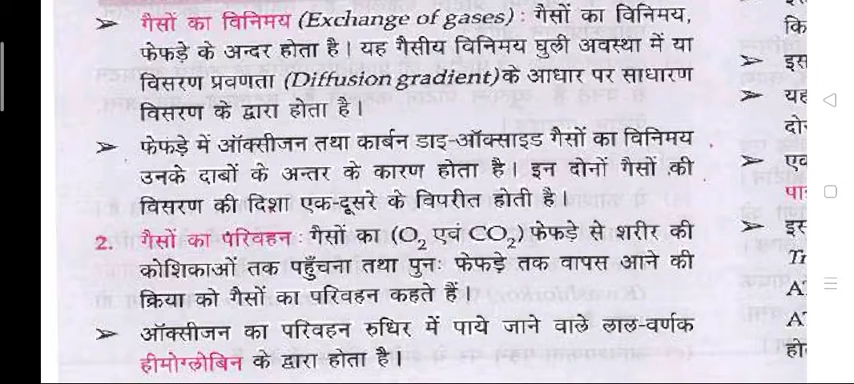 ➢ गैसों का विनिमय (Exchange of gases) : गैसों का विनिमय,
फेफड़े के अन्दर होता है। यह गैसीय विनिमय घुली अवस्था में या
विसरण प्रवणता (Diffusion gradient) के आधार पर साधारण
विसरण के द्वारा होता है।
➢ फेफड़े में ऑक्सीजन तथा कार्बन डाइ-ऑक्साइड गैसों का विनिमय
उनके दाबों के अन्तर के कारण होता है। इन दोनों गैसों की
विसरण की दिशा एक-दूसरे के विपरीत होती है।
2. गैसों का परिवहन : गैसों का (O₂ एवं CO₂) फेफड़े से शरीर की
कोशिकाओं तक पहुँचना तथा पुनः फेफड़े तक वापस आने की
क्रिया को गैसों का परिवहन कहते हैं।
➢ ऑक्सीजन का परिवहन रुधिर में पाये जाने वाले लाल-वर्णक
हीमोग्लोबिन के द्वारा होता है।